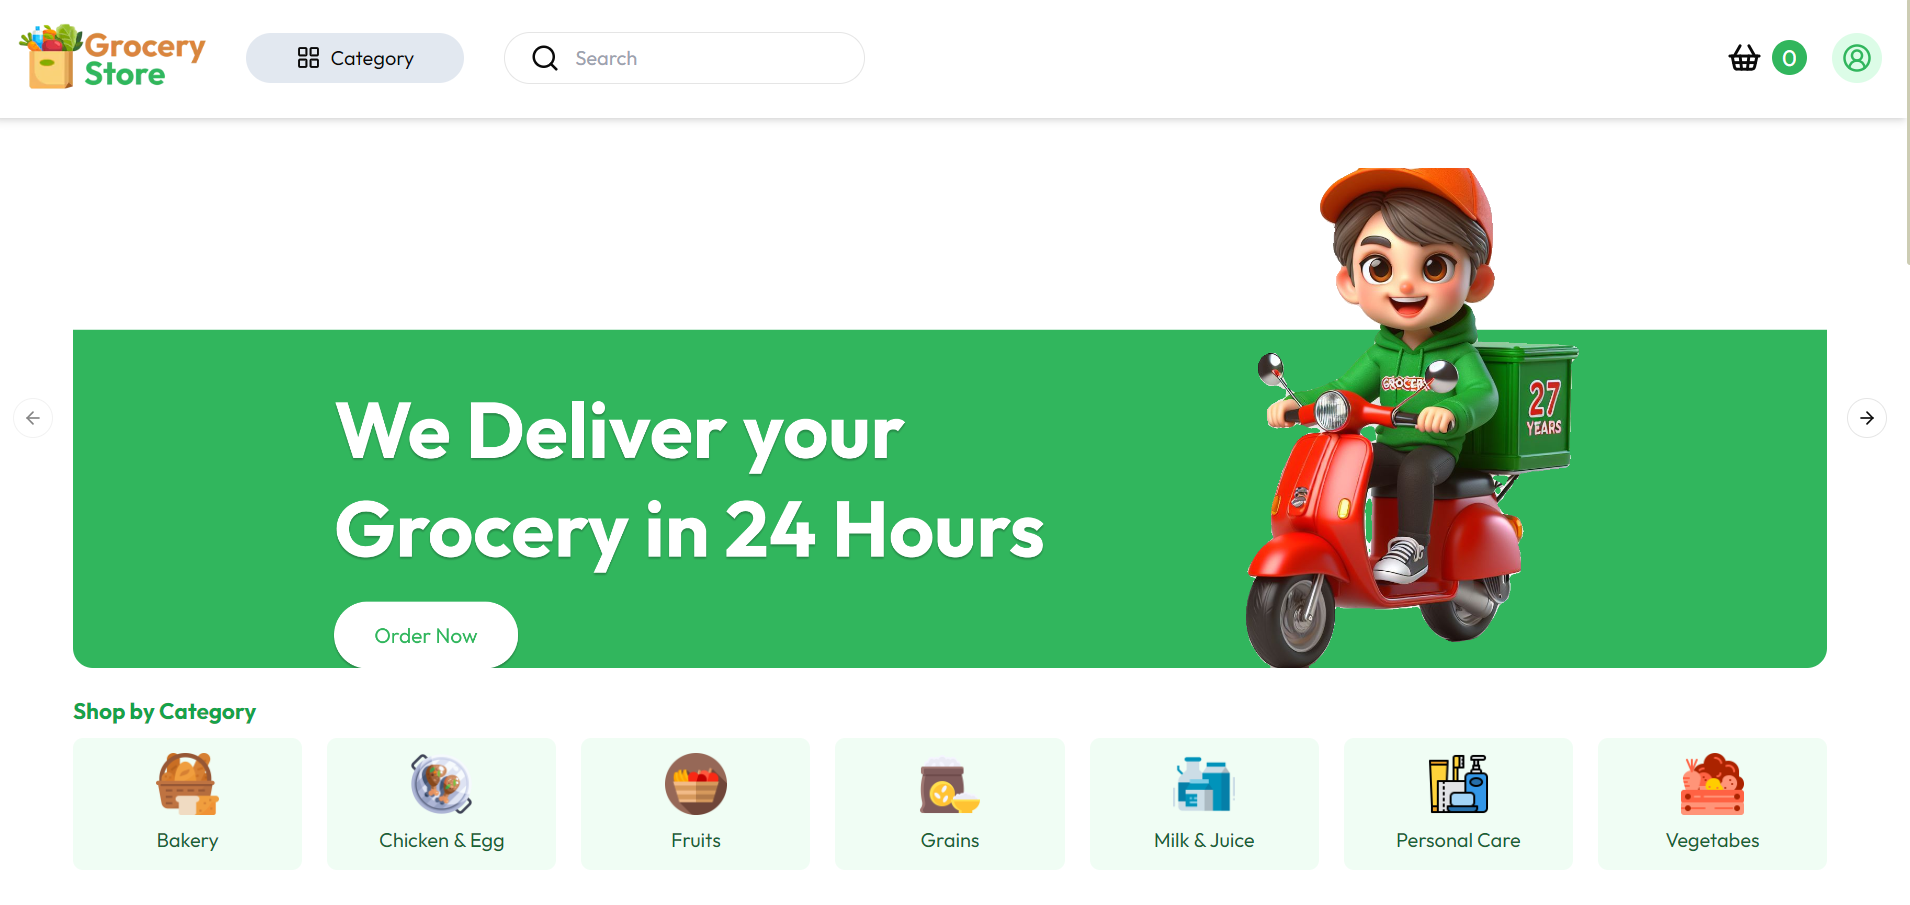 Grocery
Store
Category
Search
0
GROCERY
27
YEARS
We Deliver your
Grocery in 24 Hours
Order Now
Shop by Category
Bakery
Chicken & Egg
Fruits
Grains
Milk & Juice
Personal Care
Vegetabes